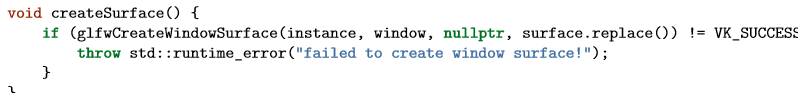 void createSurface() {
    if (glfwCreateWindowSurface(instance, window, nullptr, surface.replace()) != VK_SUCCESS
        throw std::runtime_error("failed to create window surface!");
    }
}